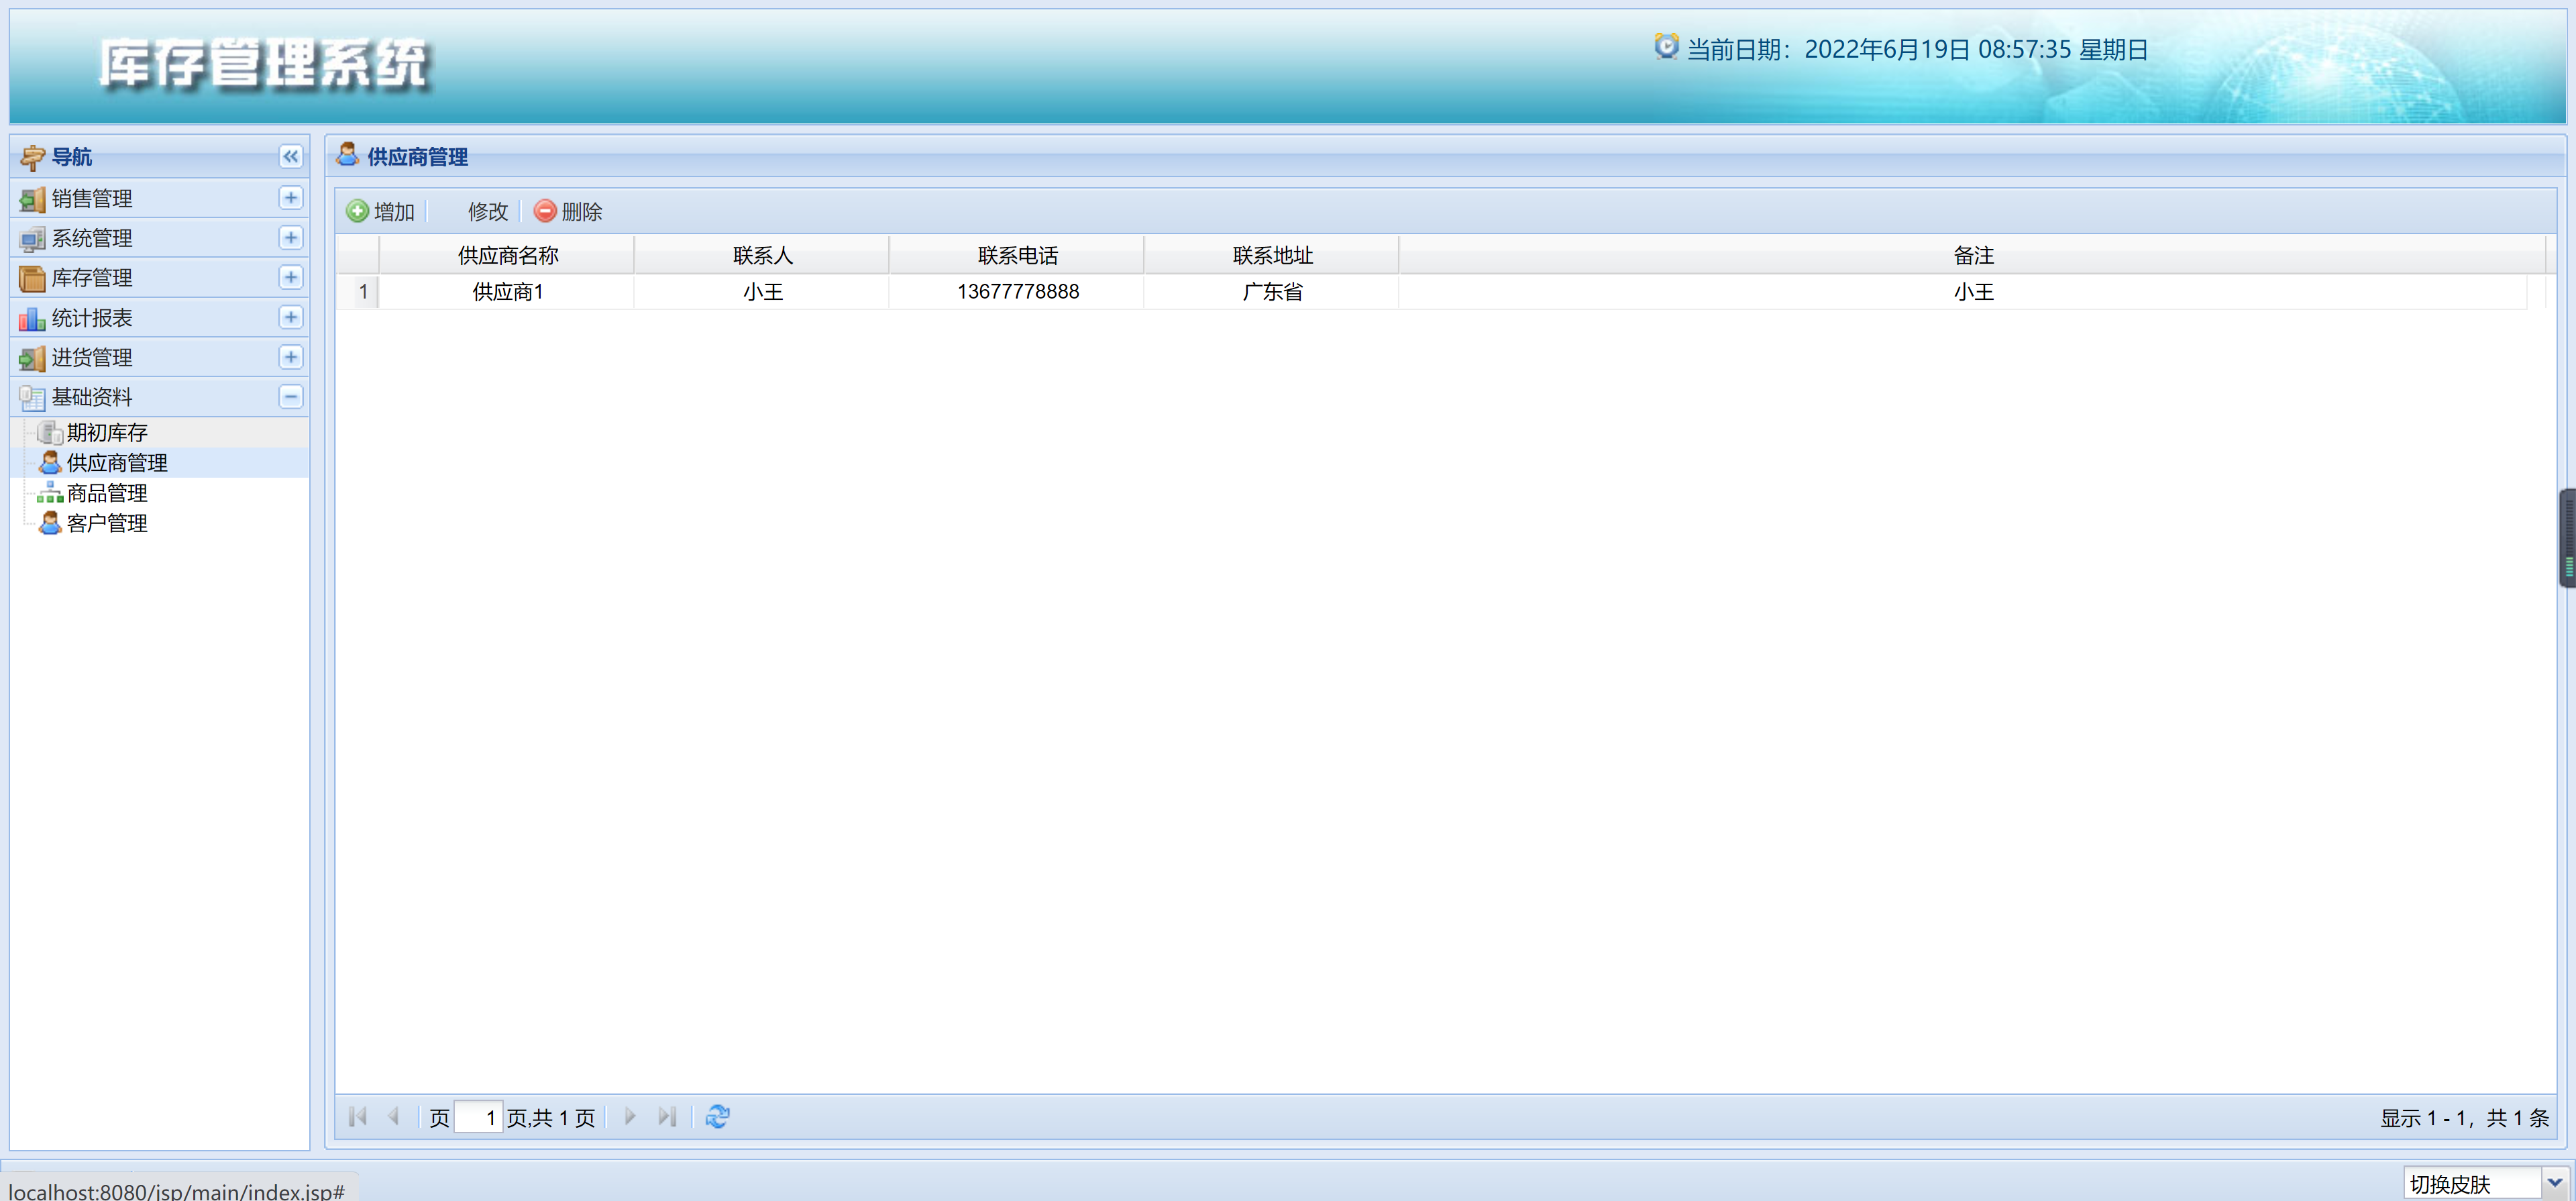 库存管理系统
当前日期：2022年6月19日 08:57:35 星期日
导航
销售管理
系统管理
库存管理
统计报表
进货管理
基础资料
期初库存
供应商管理
商品管理
客户管理
供应商管理
增加 修改 删除
供应商名称 联系人 联系电话 联系地址 备注
1 供应商1 小王 13677778888 广东省 小王
页 1 页,共 1 页
显示 1 - 1，共 1 条
localhost:8080/jsp/main/index.jsp#
切换皮肤